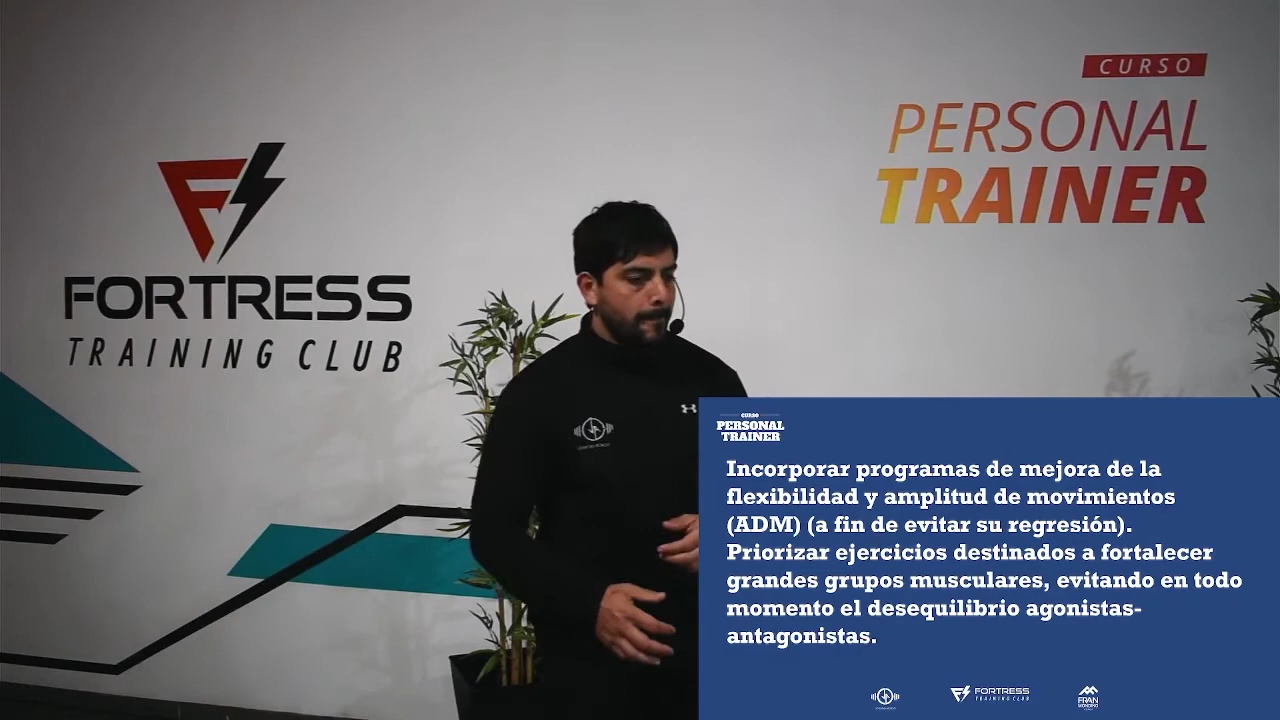 CURSO
PERSONAL
TRAINER
FORTRESS
TRAINING CLUB
CURSO
PERSONAL
TRAINER
Incorporar programas de mejora de la
flexibilidad y amplitud de movimientos
(ADM) (a fin de evitar su regresión).
Priorizar ejercicios destinados a fortalecer
grandes grupos musculares, evitando en todo
momento el desequilibrio agonistas-
antagonistas.
FORTRESS
TRAINING CLUB
FRAN